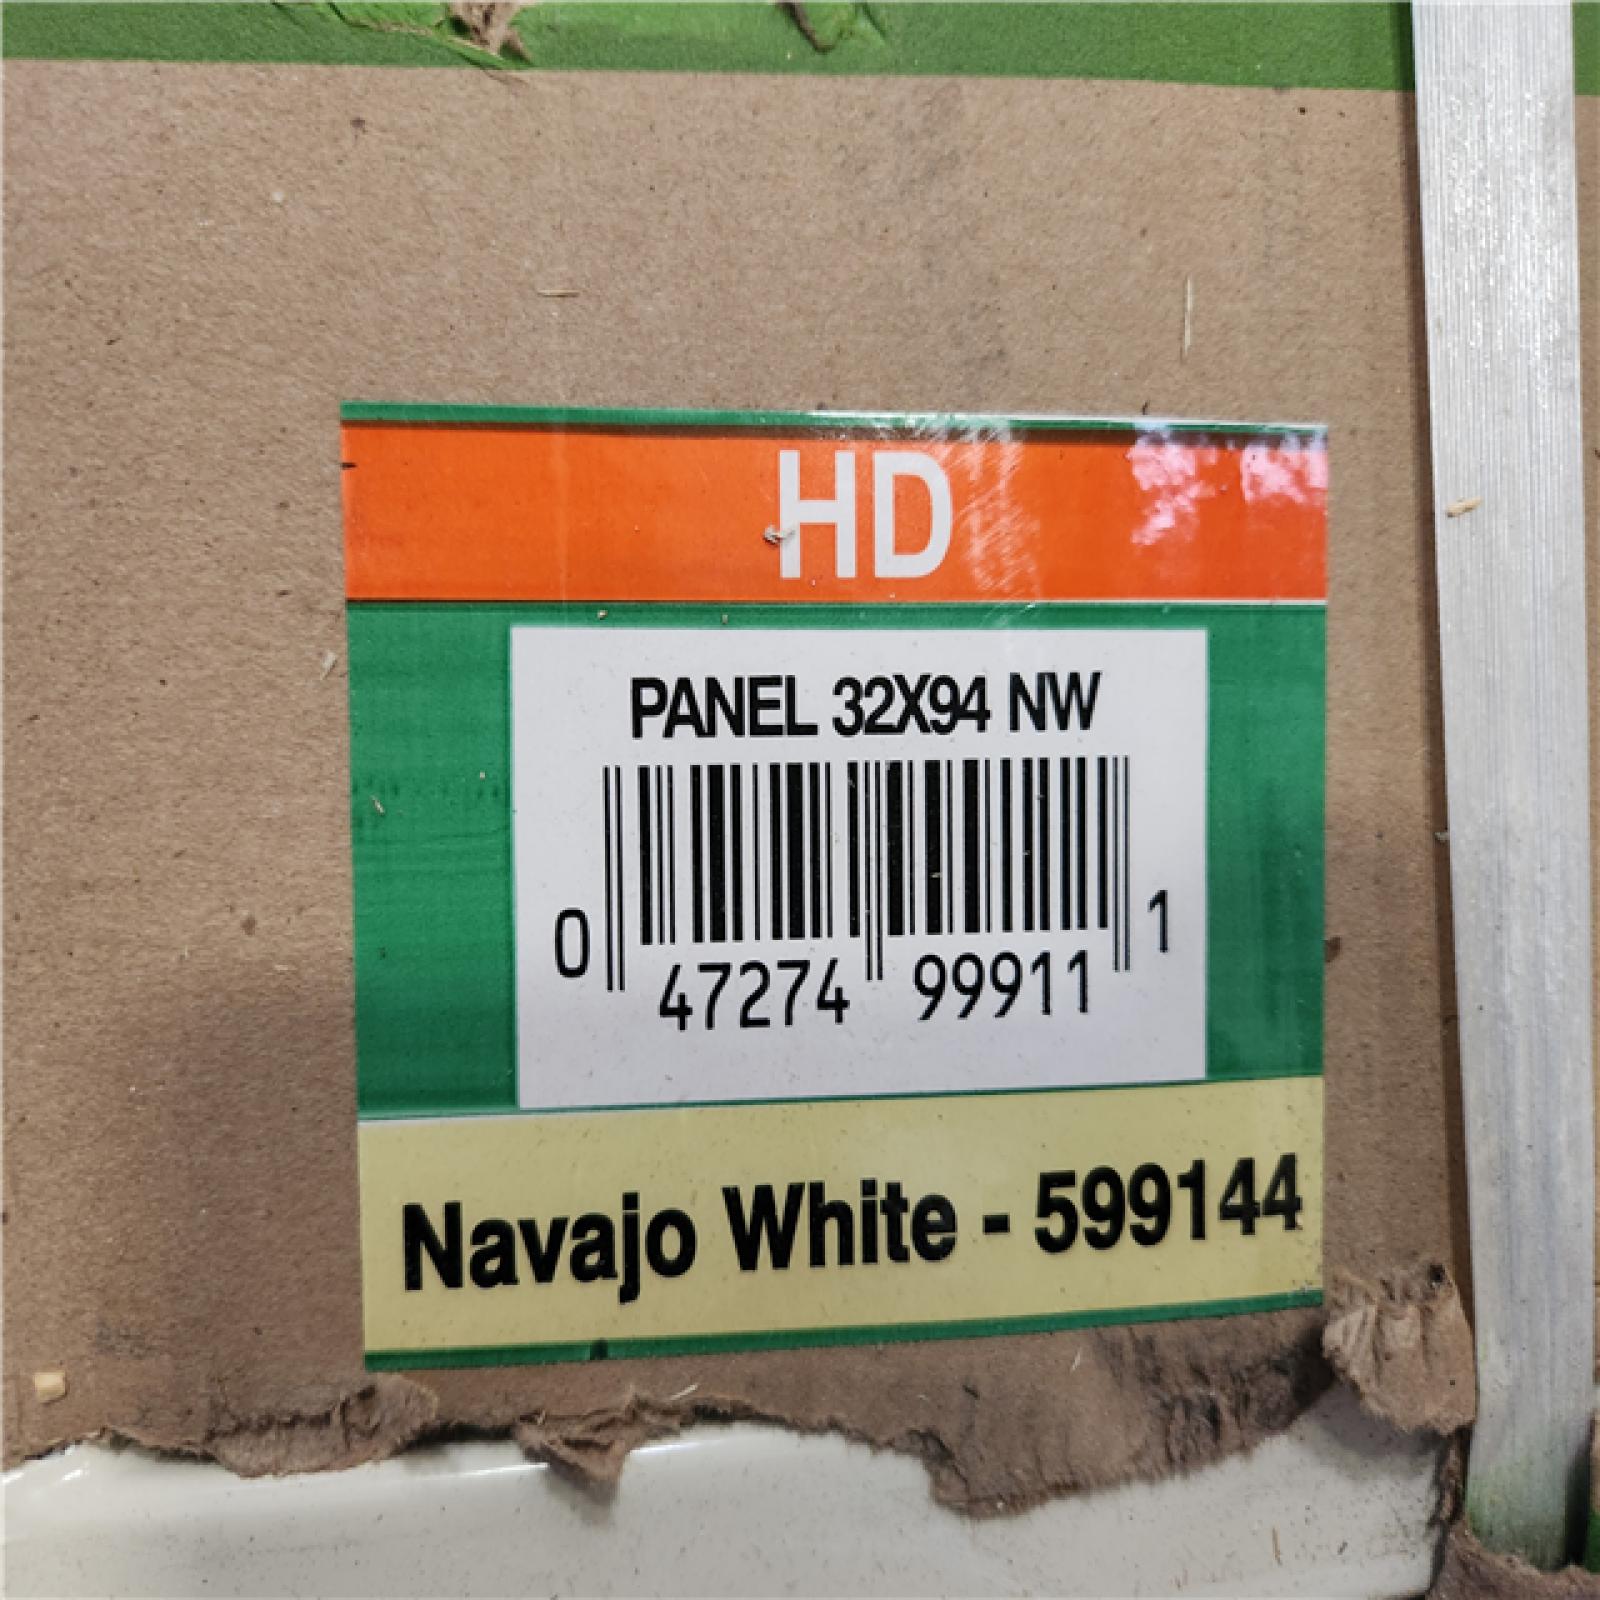 HD
PANEL 32X94 NW
0 47274 99911 1
Navajo White - 599144